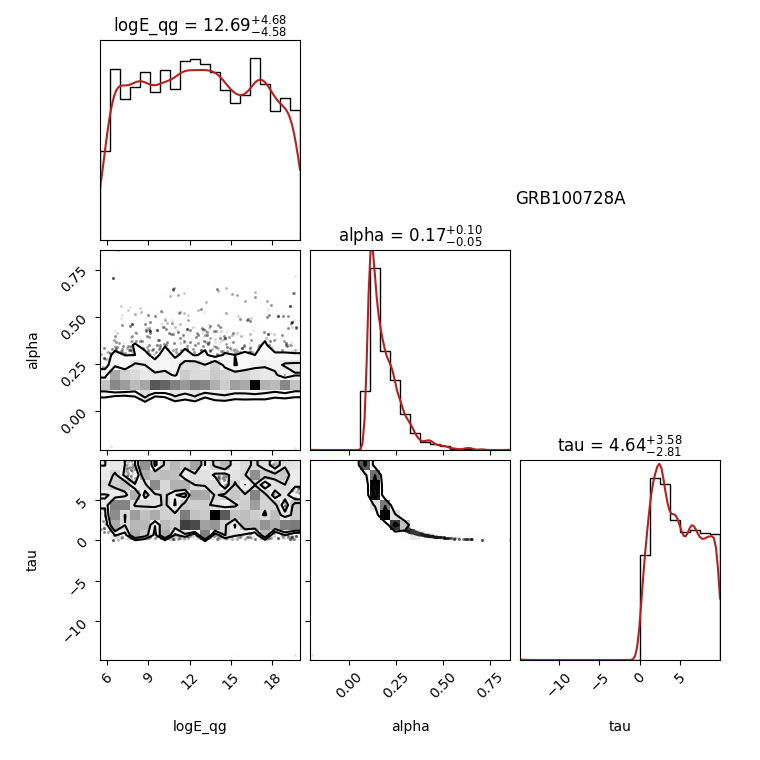 logE_qg = 12.69+4.68−4.58
GRB100728A
alpha = 0.17+0.10−0.05
0.75
0.50
0.25
0.00
alpha
tau = 4.64+3.58−2.81
5
0
−5
−10
tau
6 9 12 15 18
0.00 0.25 0.50 0.75
−10 −5 0 5
logE_qg alpha tau